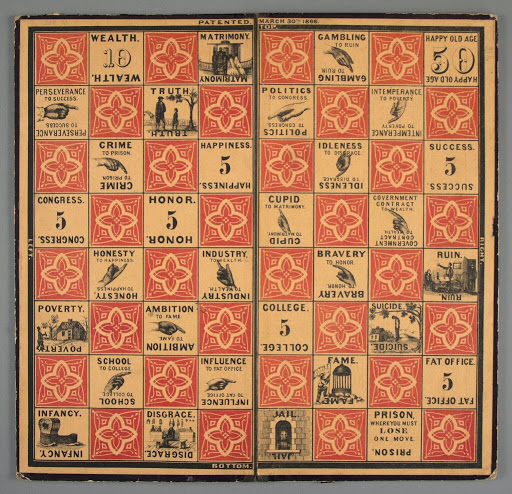 PATENTED, MARCH 30TH 1866.
TOP.
WEALTH.
10
WEALTH.
MATRIMONY.
MATRIMONY
GAMBLING
TO RUIN
TO RUIN
GAMBLING
HAPPY OLD AGE
50
HAPPY OLD AGE
PERSEVERANCE
TO SUCCESS.
TO SUCCESS.
PERSEVERANCE
TRUTH.
TRUTH
POLITICS
TO CONGRESS.
TO CONGRESS.
POLITICS
INTEMPERANCE
TO POVERTY
TO POVERTY
INTEMPERANCE
CRIME
TO PRISON.
TO PRISON
CRIME
HAPPINESS.
5
HAPPINESS.
IDLENESS
TO DISGRACE.
TO DISGRACE.
IDLENESS
SUCCESS.
5
SUCCESS.
CONGRESS.
5
CONGRESS.
HONOR.
5
HONOR.
CUPID
TO MATRIMONY.
TO MATRIMONY
CUPID
GOVERNMENT
CONTRACT
TO WEALTH.
TO WEALTH
CONTRACT
GOVERNMENT
LEFT.
RIGHT.
HONESTY
TO HAPPINESS.
TO HAPPINESS
HONESTY.
INDUSTRY
TO WEALTH.
TO WEALTH
INDUSTRY
BRAVERY
TO HONOR.
TO HONOR
BRAVERY
RUIN.
RUIN
POVERTY.
POVERTY
AMBITION
TO FAME
TO FAME
AMBITION
COLLEGE.
5
COLLEGE
SUICIDE.
SUICIDE.
SCHOOL
TO COLLEGE
TO COLLEGE
SCHOOL
INFLUENCE
TO FAT OFFICE
TO FAT OFFICE
INFLUENCE
FAME.
FAME.
FAT OFFICE.
5
FAT OFFICE.
INFANCY.
INFANCY.
DISGRACE.
DISGRACE.
JAIL
JAIL
PRISON,
WHERE YOU MUST
LOSE
ONE MOVE
PRISON.
BOTTOM.